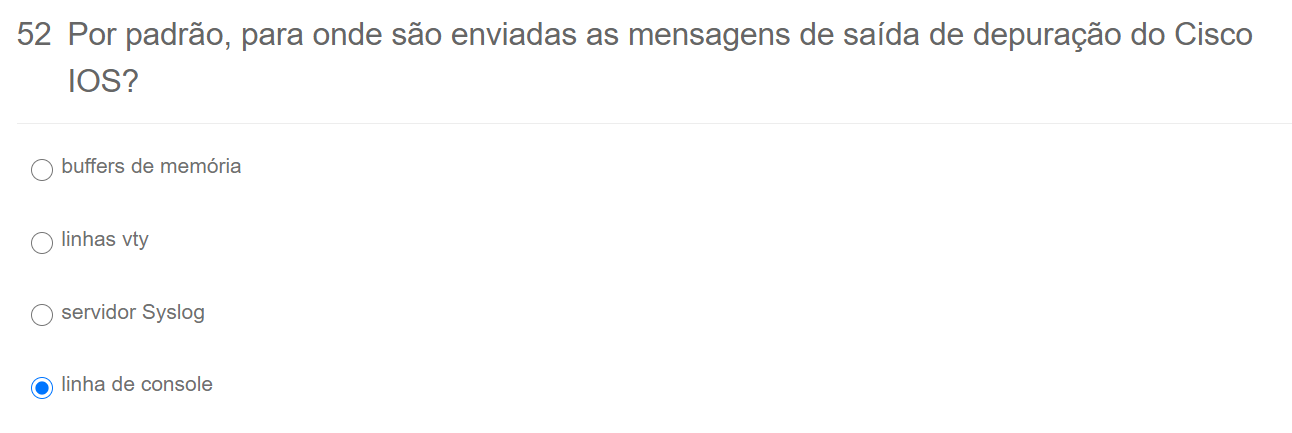 52 Por padrão, para onde são enviadas as mensagens de saída de depuração do Cisco
IOS?
buffers de memória
linhas vty
servidor Syslog
linha de console